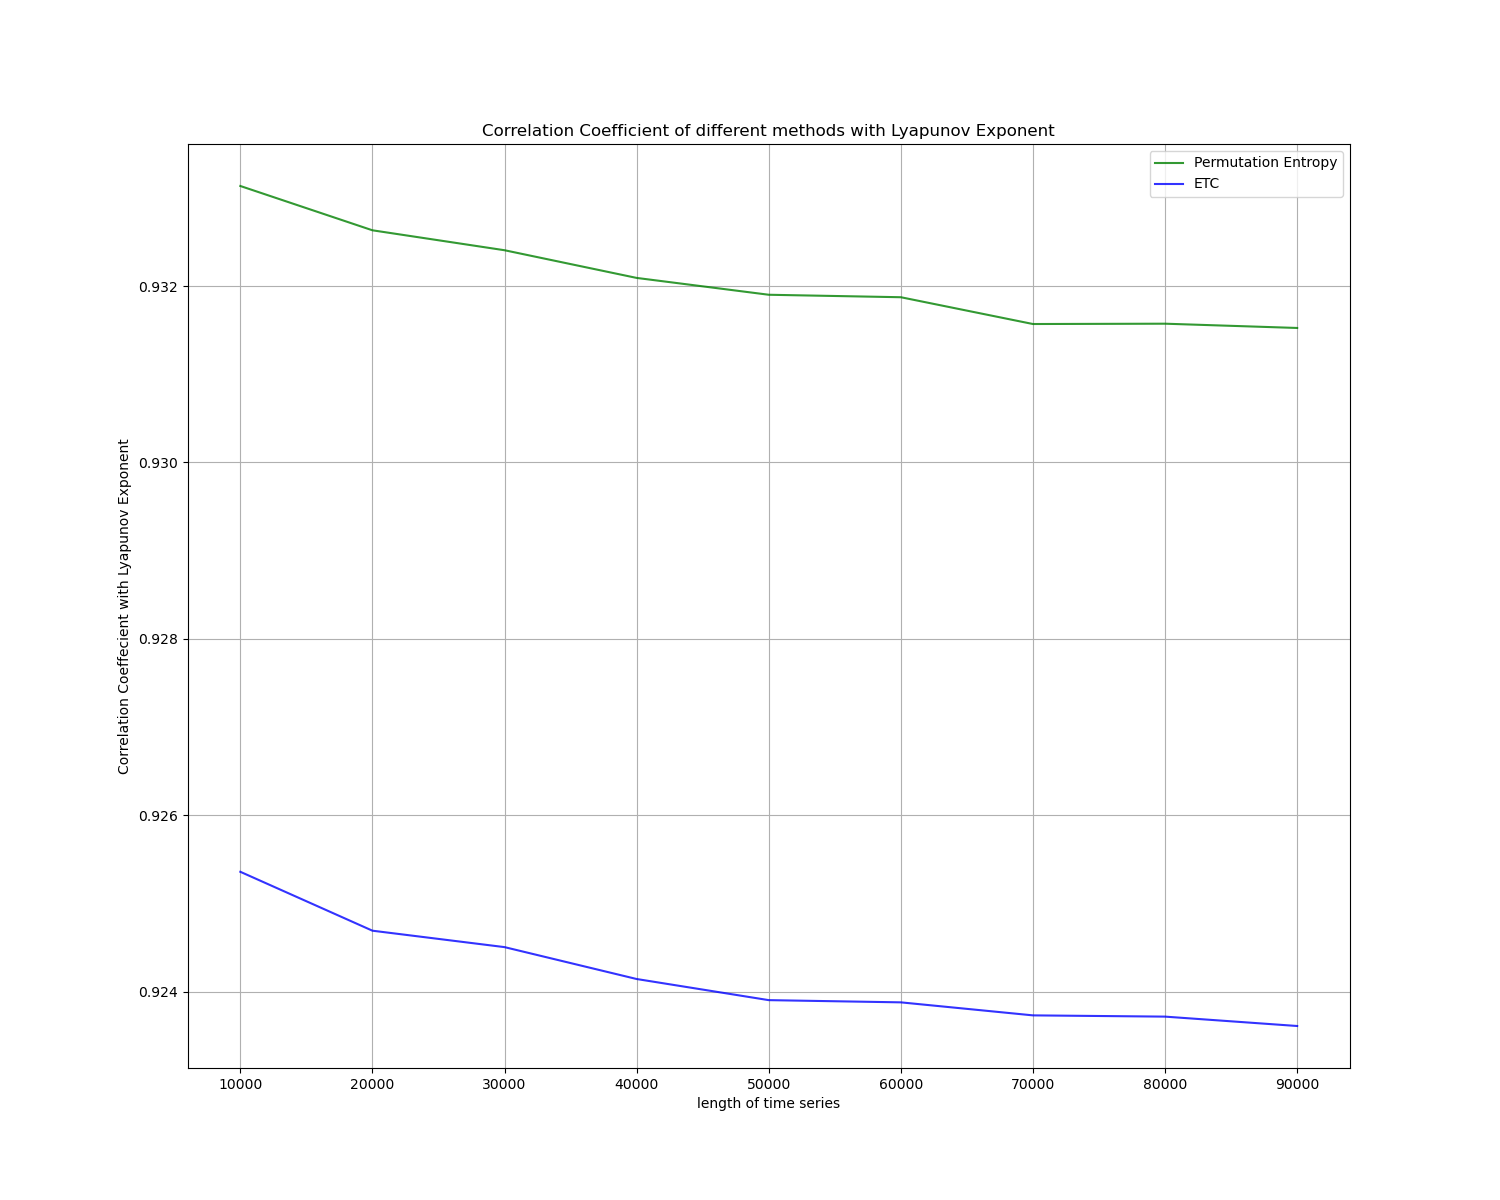 Correlation Coefficient of different methods with Lyapunov Exponent
Permutation Entropy
ETC
Correlation Coeffecient with Lyapunov Exponent
0.932
0.930
0.928
0.926
0.924
10000 20000 30000 40000 50000 60000 70000 80000 90000
length of time series